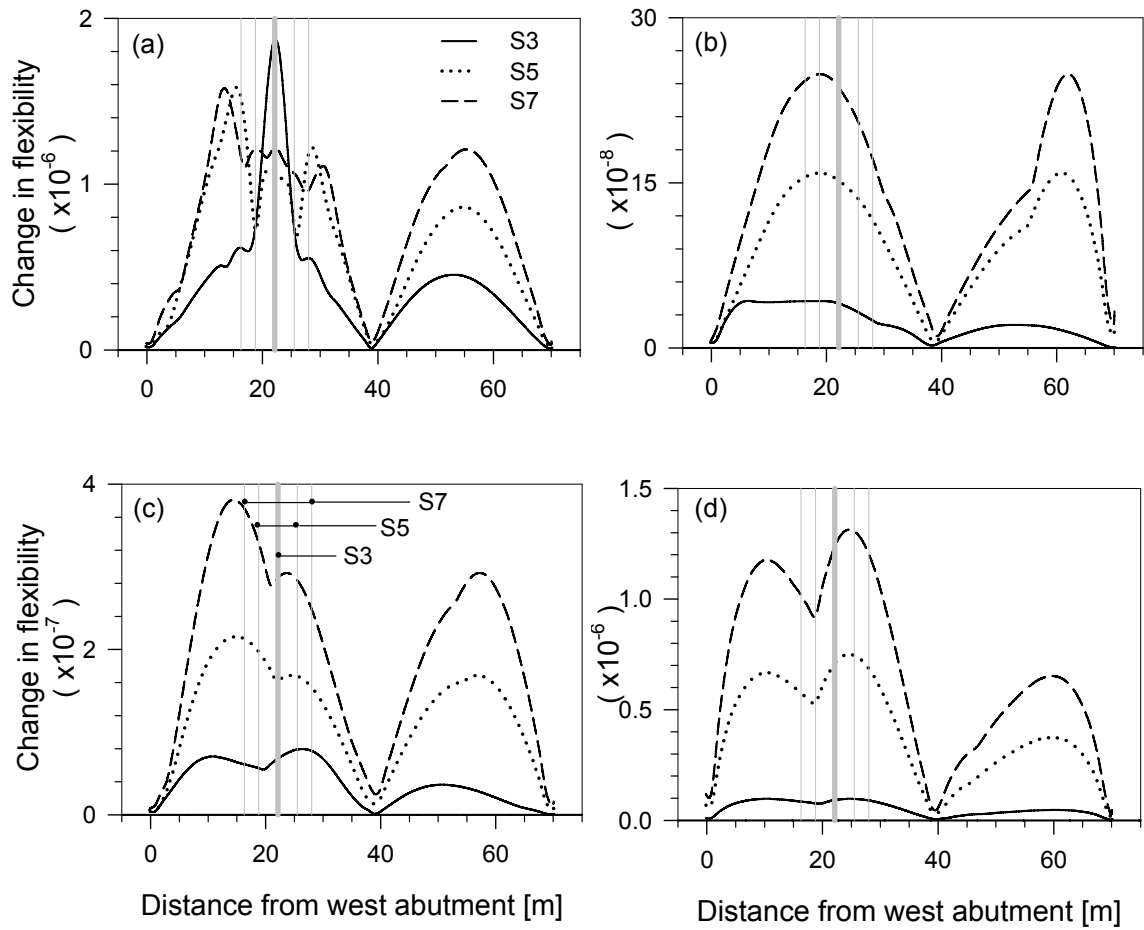 (a)
S3
S5
S7
2
1
0
Change in flexibility
( x10-6)
0 20 40 60
(b)
30
15
0
( x10-8)
0 20 40 60
(c)
S7
S5
S3
4
2
0
Change in flexibility
( x10-7)
0 20 40 60
Distance from west abutment [m]
(d)
1.5
1.0
0.5
0.0
( x10-6)
0 20 40 60
Distance from west abutment [m]